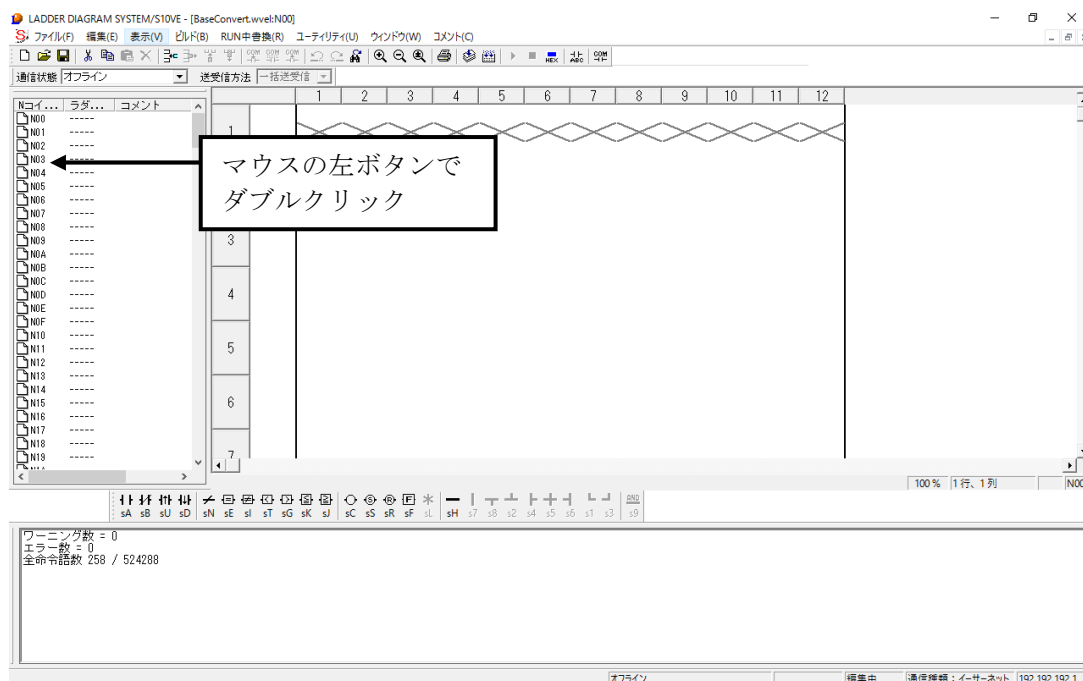 LADDER DIAGRAM SYSTEM/S10VE - [BaseConvert.wvel:N00]
ファイル(F) 編集(E) 表示(V) ビルド(B) RUN中書換(R) ユーティリティ(U) ウィンドウ(W) コメント(C)
通信状態 オフライン 送受信方法 一括送受信
Nコイ... ラダ... コメント
1 2 3 4 5 6 7 8 9 10 11 12
N00 -----
N01 -----
N02 -----
N03 -----
N04 -----
N05 -----
N06 -----
N07 -----
N08 -----
N09 -----
N0A -----
N0B -----
N0C -----
N0D -----
N0E -----
N0F -----
N10 -----
N11 -----
N12 -----
N13 -----
N14 -----
N15 -----
N16 -----
N17 -----
N18 -----
N19 -----
1
マウスの左ボタンで
ダブルクリック
3
4
5
6
7
100 % 1行、1列 N00
sA sB sU sD sN sE sI sT sG sK sJ sC sS sR sF sL sH s7 s8 s2 s4 s5 s6 s1 s3 s9
ワーニング数 = 0
エラー数 = 0
全命令語数 258 / 524288
オフライン 編集中 通信種類：イーサーネット 192.192.192.1